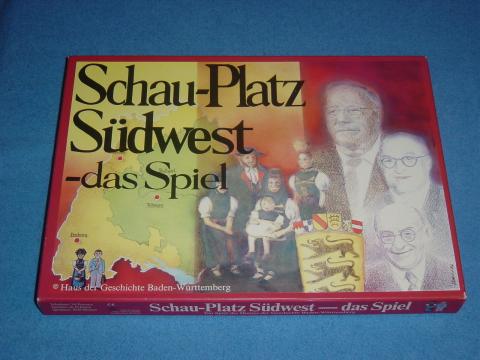 Schau-Platz
Südwest
-das Spiel
© Haus der Geschichte Baden-Württemberg
Schau-Platz Südwest — das Spiel